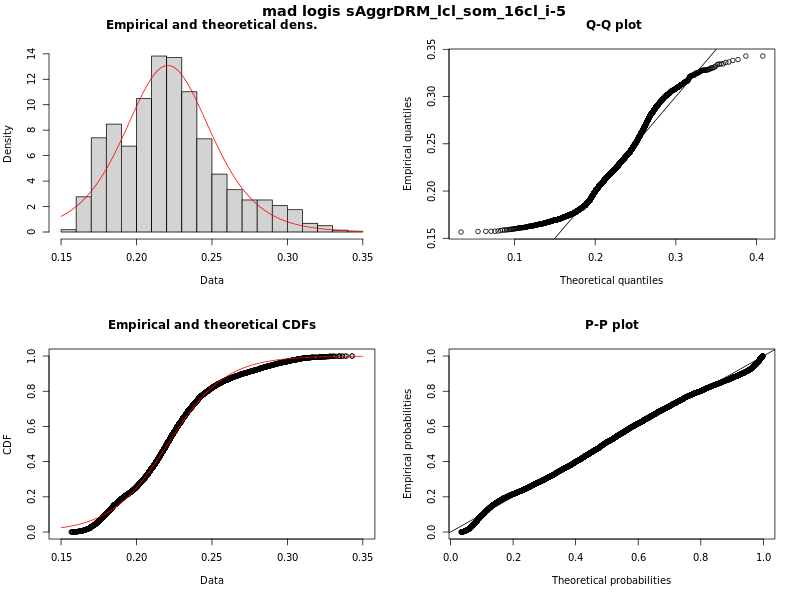 mad logis sAggrDRM_lcl_som_16cl_i-5
Empirical and theoretical dens.
Density
0 2 4 6 8 10 12 14
0.15 0.20 0.25 0.30 0.35
Data
Q-Q plot
Empirical quantiles
0.15 0.20 0.25 0.30 0.35
0.1 0.2 0.3 0.4
Theoretical quantiles
Empirical and theoretical CDFs
CDF
0.0 0.2 0.4 0.6 0.8 1.0
0.15 0.20 0.25 0.30 0.35
Data
P-P plot
Empirical probabilities
0.0 0.2 0.4 0.6 0.8 1.0
0.0 0.2 0.4 0.6 0.8 1.0
Theoretical probabilities